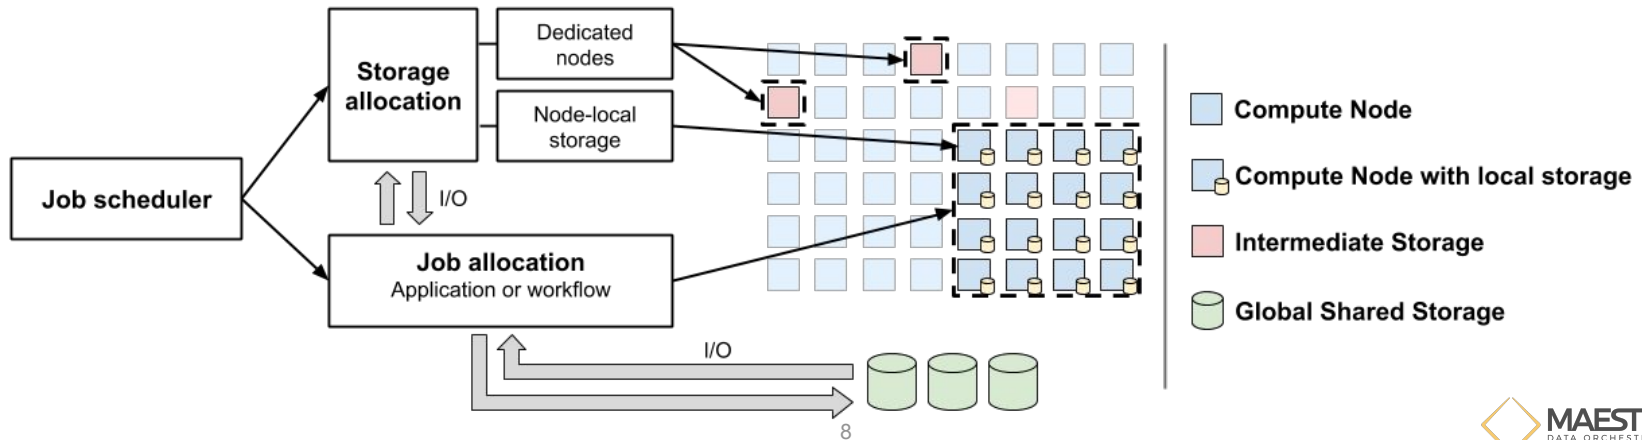 Job scheduler
Storage
allocation
Dedicated
nodes
Node-local
storage
I/O
Job allocation
Application or workflow
I/O
Compute Node
Compute Node with local storage
Intermediate Storage
Global Shared Storage
8
MAEST